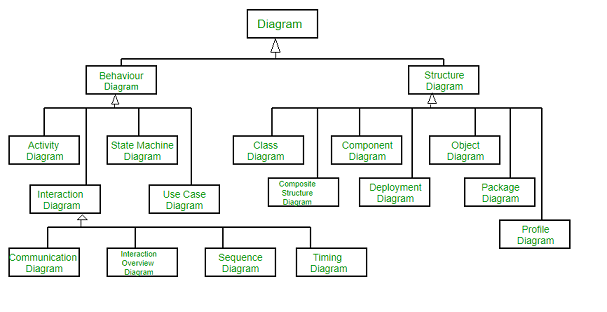 Diagram
Behaviour
Diagram
Structure
Diagram
Activity
Diagram
State Machine
Diagram
Class
Diagram
Component
Diagram
Object
Diagram
Interaction
Diagram
Use Case
Diagram
Composite
Structure
Diagram
Deployment
Diagram
Package
Diagram
Profile
Diagram
Communication
Diagram
Interaction
Overview
Diagram
Sequence
Diagram
Timing
Diagram